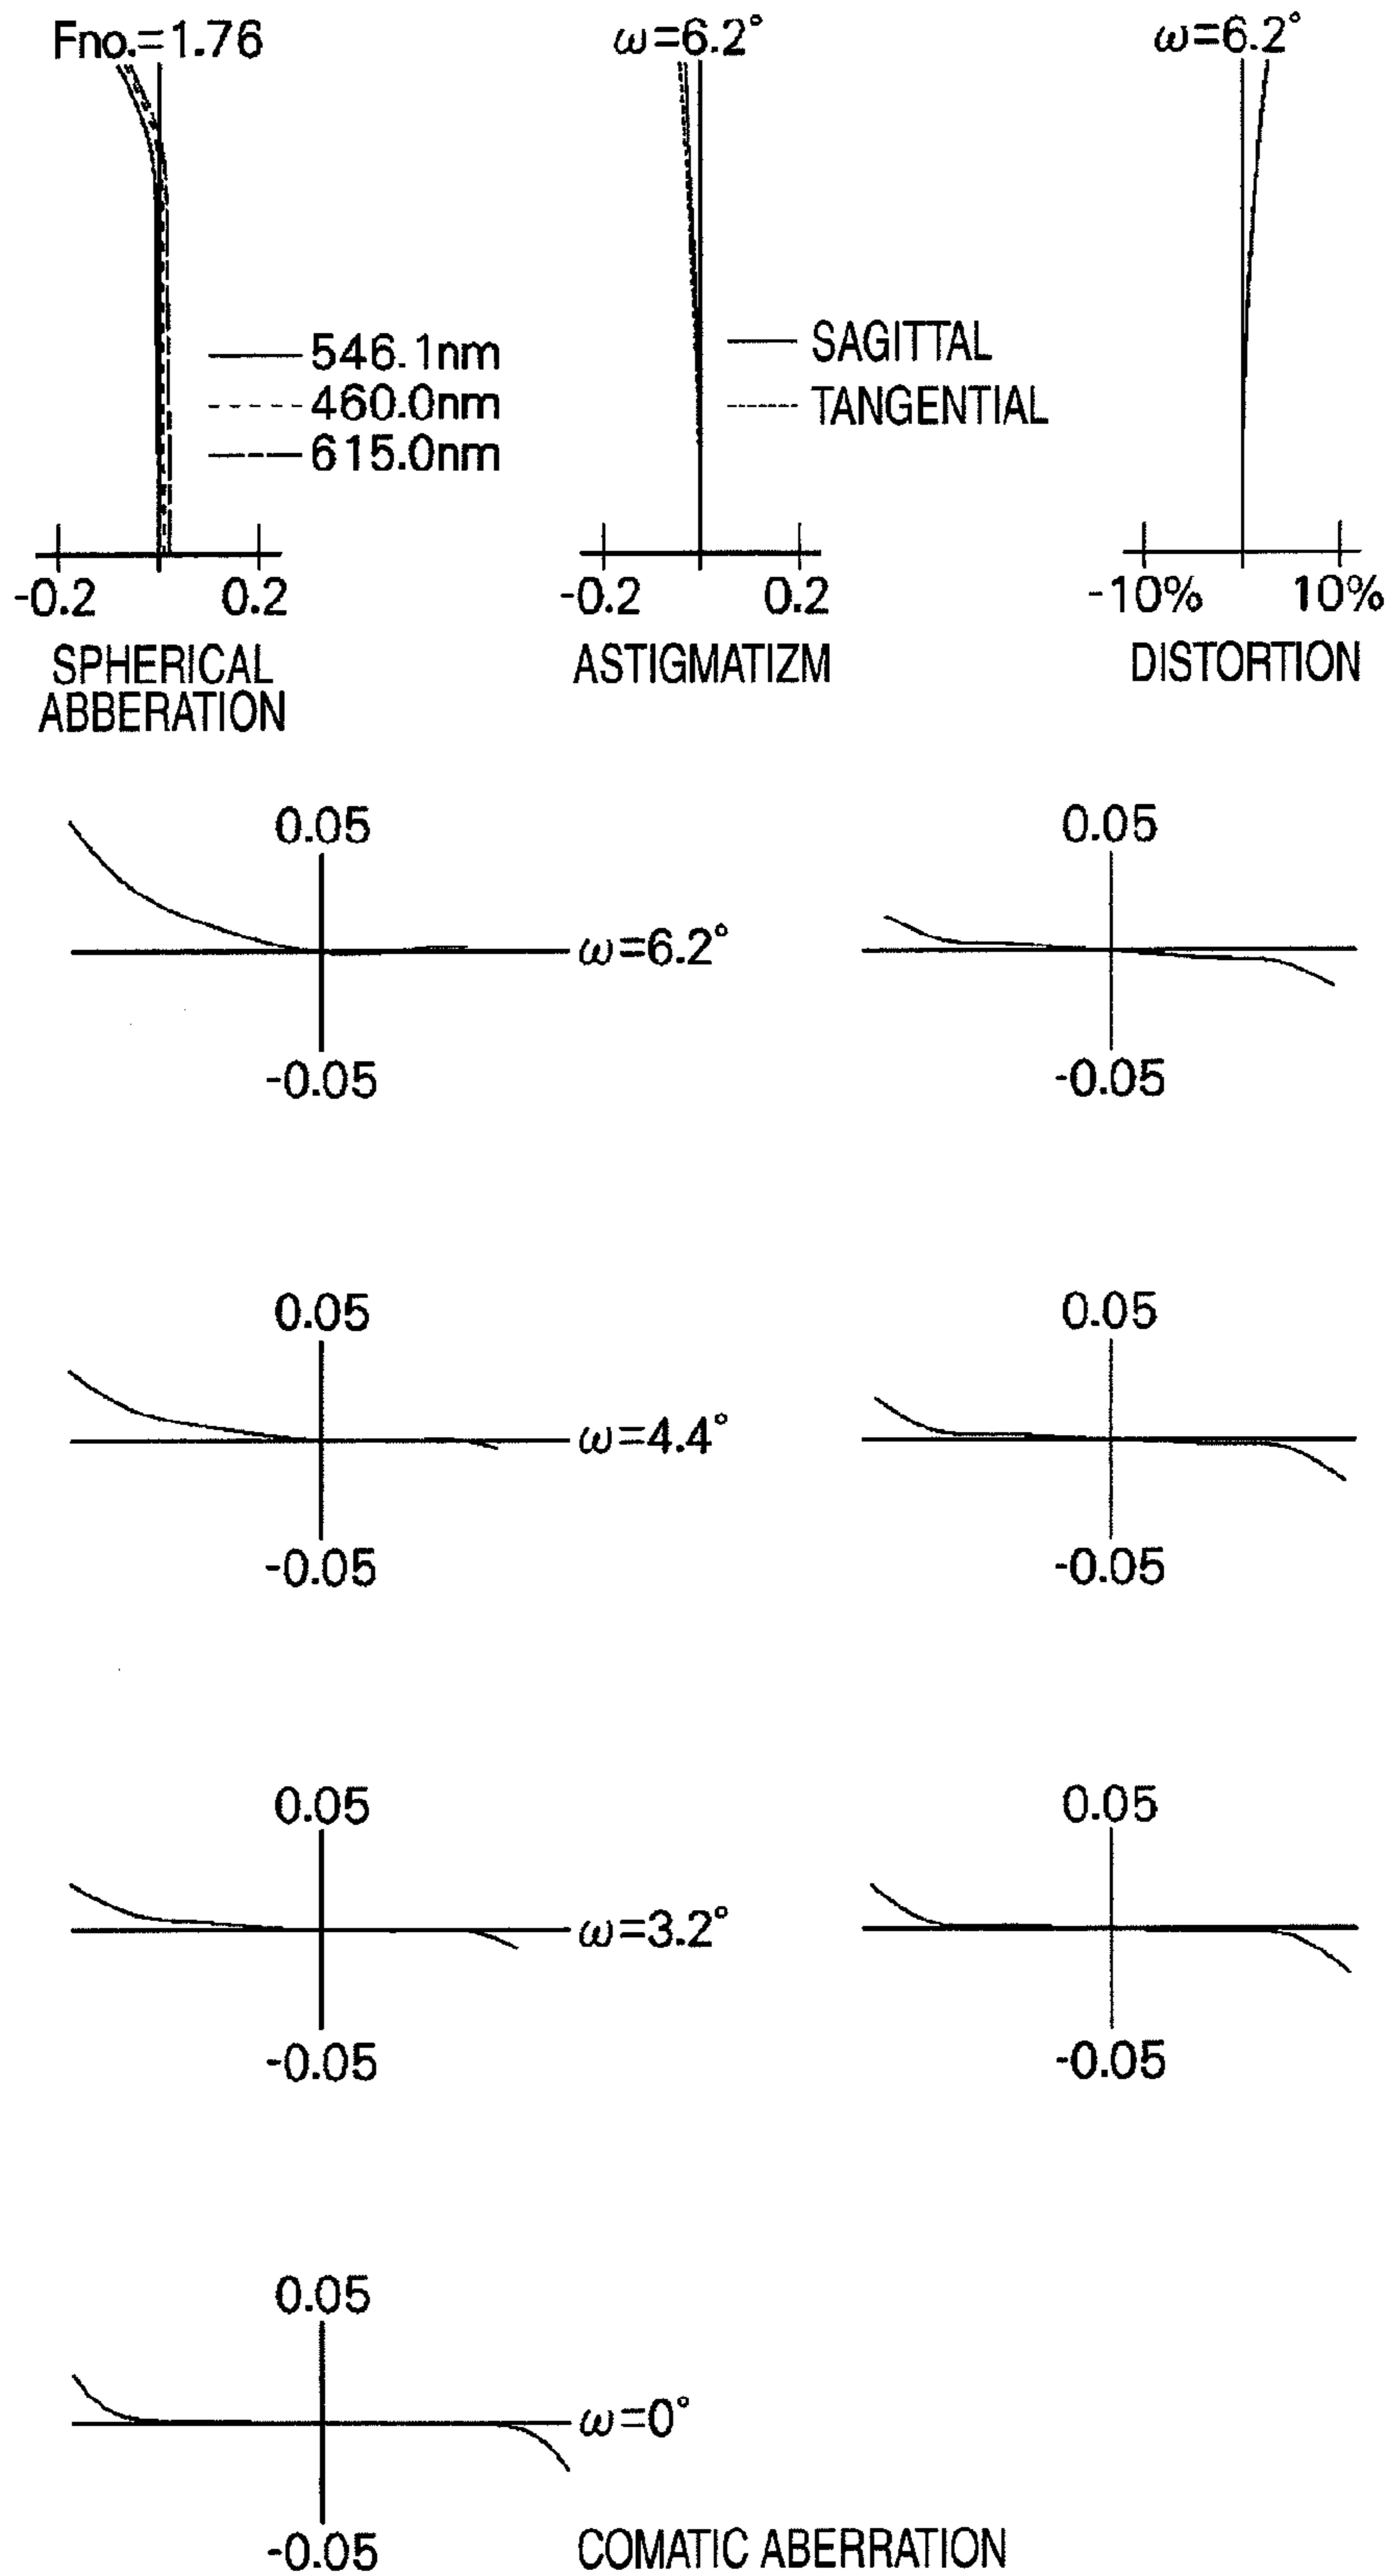 Fno.=1.76
ω=6.2°
ω=6.2°
546.1nm
460.0nm
615.0nm
SAGITTAL
TANGENTIAL
-0.2
0.2
-0.2
0.2
-10%
10%
SPHERICAL
ABBERATION
ASTIGMATIZM
DISTORTION
0.05
0.05
ω=6.2°
-0.05
-0.05
0.05
0.05
ω=4.4°
-0.05
-0.05
0.05
0.05
ω=3.2°
-0.05
-0.05
0.05
ω=0°
-0.05
COMATIC ABERRATION